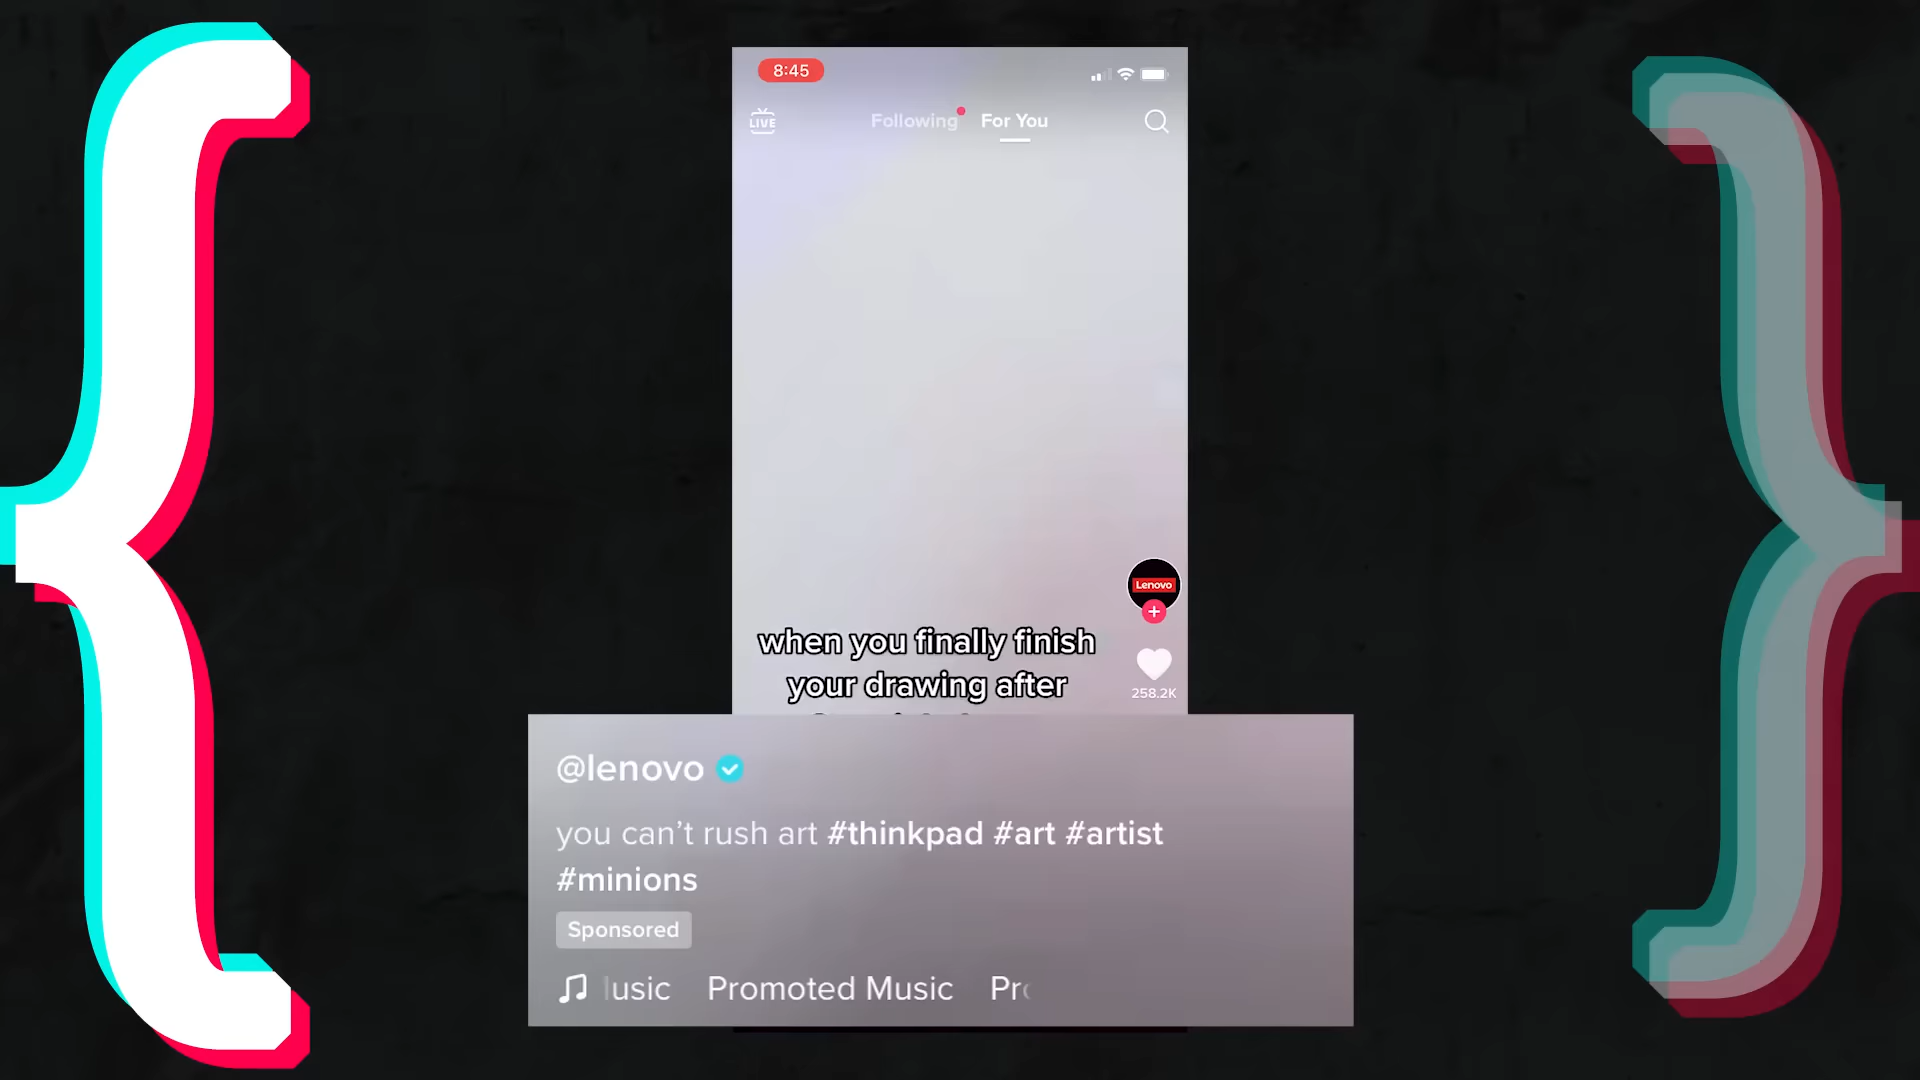 8:45
LIVE
Following
For You
Lenovo
when you finally finish
your drawing after
258.2K
@lenovo
you can’t rush art #thinkpad #art #artist
#minions
Sponsored
Promoted Music